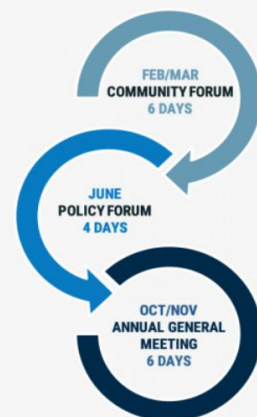 FEB/MAR
COMMUNITY FORUM
6 DAYS
JUNE
POLICY FORUM
4 DAYS
OCT/NOV
ANNUAL GENERAL
MEETING
6 DAYS